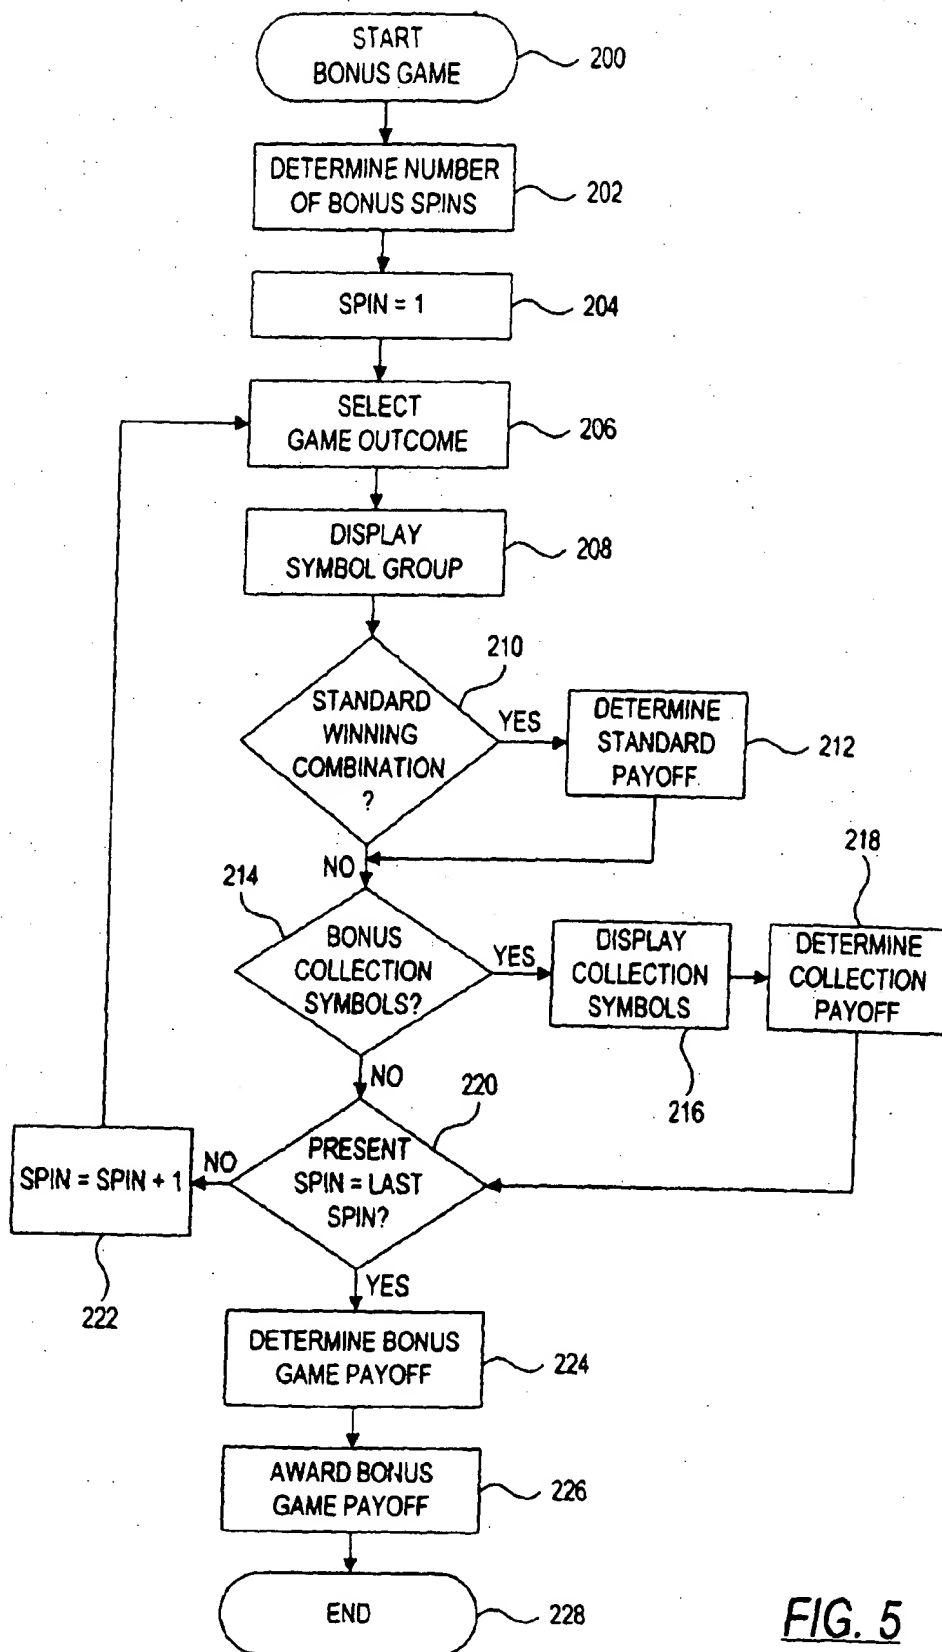 START
BONUS GAME
200
DETERMINE NUMBER
OF BONUS SPINS
202
SPIN = 1
204
SELECT
GAME OUTCOME
206
DISPLAY
SYMBOL GROUP
208
210
STANDARD
WINNING
COMBINATION
?
YES
DETERMINE
STANDARD
PAYOFF
212
NO
214
218
BONUS
COLLECTION
SYMBOLS?
YES
DISPLAY
COLLECTION
SYMBOLS
DETERMINE
COLLECTION
PAYOFF
216
NO
220
PRESENT
SPIN = LAST
SPIN?
NO
SPIN = SPIN + 1
222
YES
DETERMINE BONUS
GAME PAYOFF
224
AWARD BONUS
GAME PAYOFF
226
END
228
FIG. 5